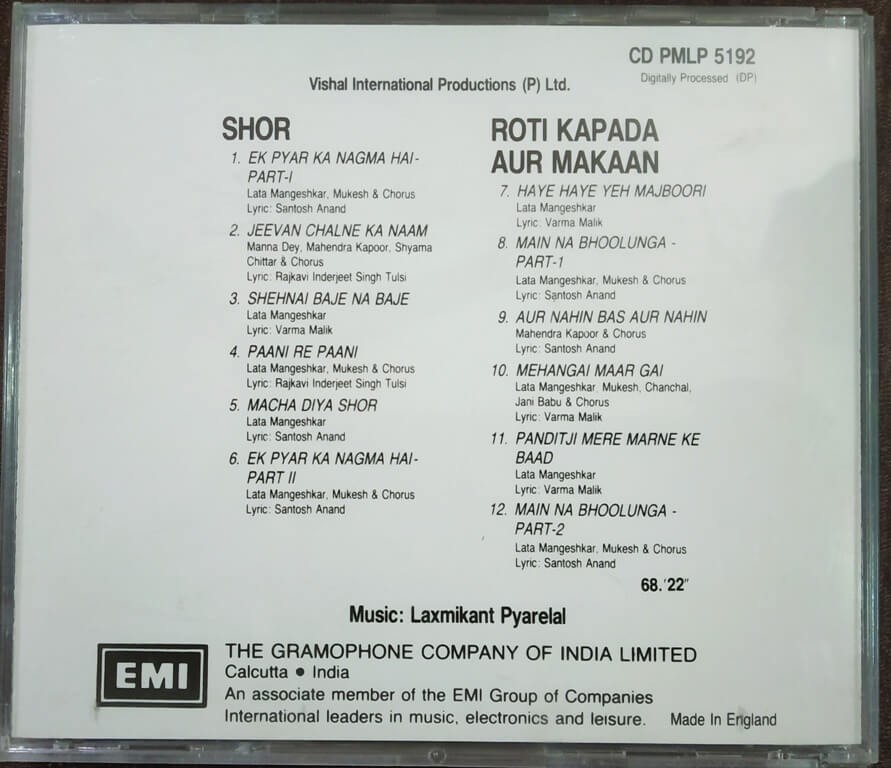 CD PMLP 5192
Digitally Processed (DP)
Vishal International Productions (P) Ltd.
SHOR
1. EK PYAR KA NAGMA HAI-
PART-I
Lata Mangeshkar, Mukesh & Chorus
Lyric: Santosh Anand
2. JEEVAN CHALNE KA NAAM
Manna Dey, Mahendra Kapoor, Shyama
Chittar & Chorus
Lyric: Rajkavi Inderjeet Singh Tulsi
3. SHEHNAI BAJE NA BAJE
Lata Mangeshkar
Lyric: Varma Malik
4. PAANI RE PAANI
Lata Mangeshkar, Mukesh & Chorus
Lyric: Rajkavi Inderjeet Singh Tulsi
5. MACHA DIYA SHOR
Lata Mangeshkar
Lyric: Santosh Anand
6. EK PYAR KA NAGMA HAI-
PART II
Lata Mangeshkar, Mukesh & Chorus
Lyric: Santosh Anand
ROTI KAPADA
AUR MAKAAN
7. HAYE HAYE YEH MAJBOORI
Lata Mangeshkar
Lyric: Varma Malik
8. MAIN NA BHOOLUNGA -
PART-1
Lata Mangeshkar, Mukesh & Chorus
Lyric: Santosh Anand
9. AUR NAHIN BAS AUR NAHIN
Mahendra Kapoor & Chorus
Lyric: Santosh Anand
10. MEHANGAI MAAR GAI
Lata Mangeshkar, Mukesh, Chanchal,
Jani Babu & Chorus
Lyric: Varma Malik
11. PANDITJI MERE MARNE KE
BAAD
Lata Mangeshkar
Lyric: Varma Malik
12. MAIN NA BHOOLUNGA -
PART-2
Lata Mangeshkar, Mukesh & Chorus
Lyric: Santosh Anand
68.'22"
Music: Laxmikant Pyarelal
EMI
THE GRAMOPHONE COMPANY OF INDIA LIMITED
Calcutta ● India
An associate member of the EMI Group of Companies
International leaders in music, electronics and leisure. Made In England